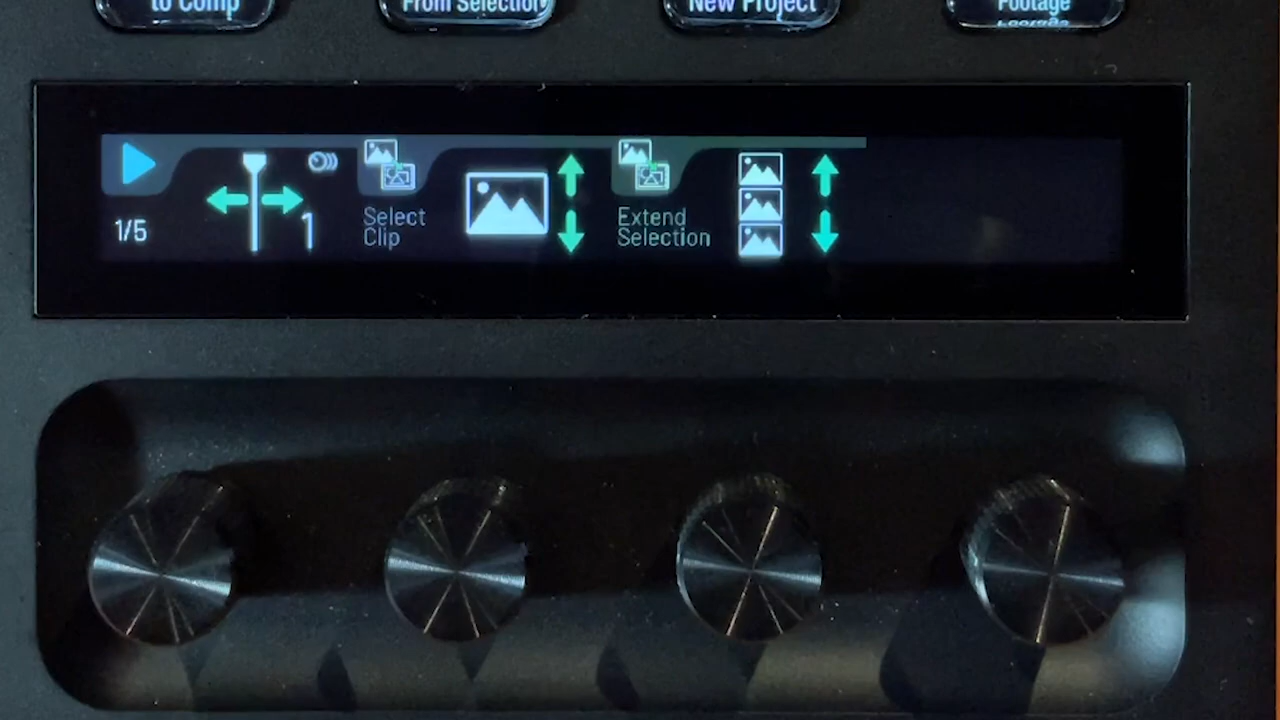 to Comp
From Selection
New Project
Footage
1/5
1
Select
Clip
Extend
Selection